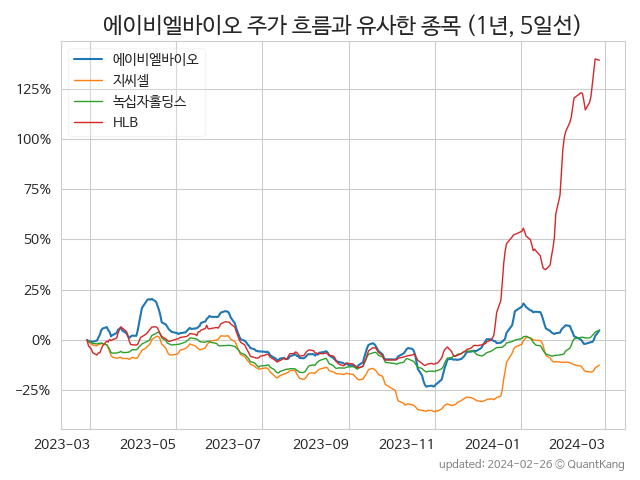 에이비엘바이오 주가 흐름과 유사한 종목 (1년, 5일선)
에이비엘바이오
지씨셀
녹십자홀딩스
HLB
125%
100%
75%
50%
25%
0%
−25%
2023-03 2023-05 2023-07 2023-09 2023-11 2024-01 2024-03
updated: 2024-02-26 © QuantKang